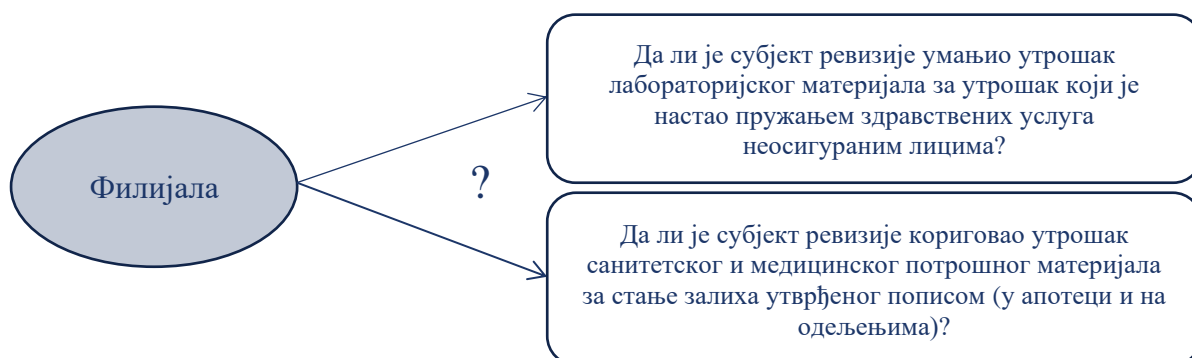 Да ли је субјект ревизије умањио утрошак
лабораторијског материјала за утрошак који је
настао пружањем здравствених услуга
неосигураним лицима?
Филијала
?
Да ли је субјект ревизије кориговао утрошак
санитетског и медицинског потрошног материјала
за стање залиха утврђеног пописом (у апотеци и на
одељењима)?